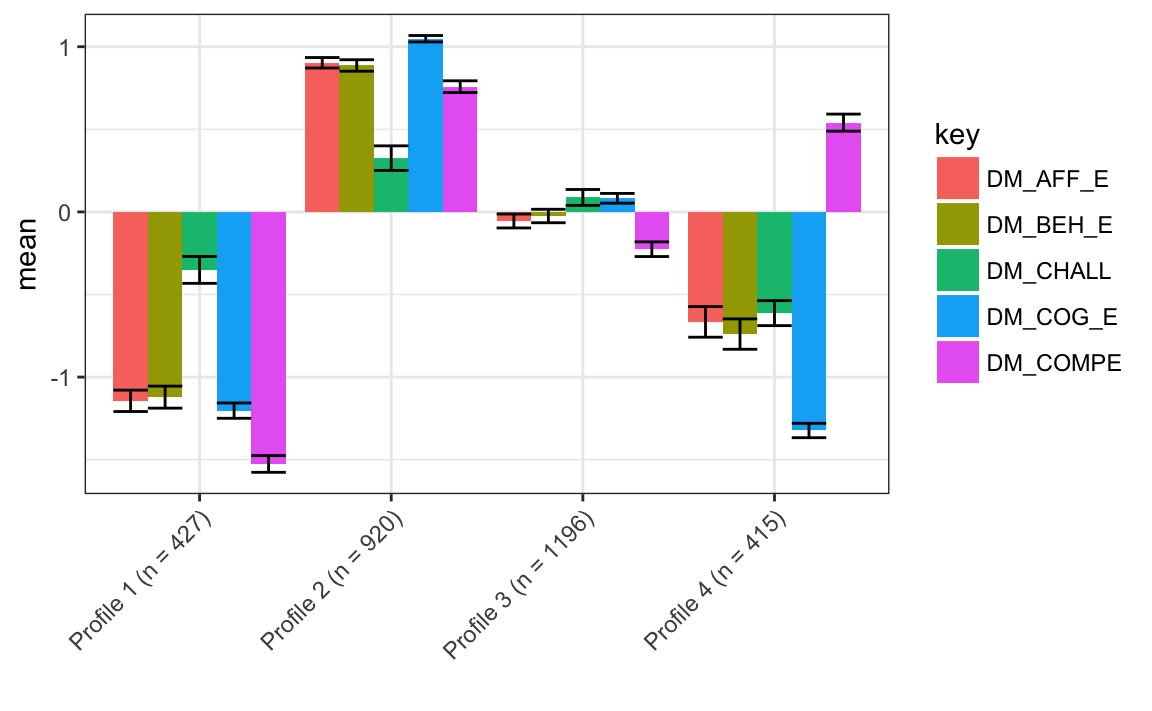 mean
1
0
-1
Profile 1 (n = 427)
Profile 2 (n = 920)
Profile 3 (n = 1196)
Profile 4 (n = 415)
key
DM_AFF_E
DM_BEH_E
DM_CHALL
DM_COG_E
DM_COMPE